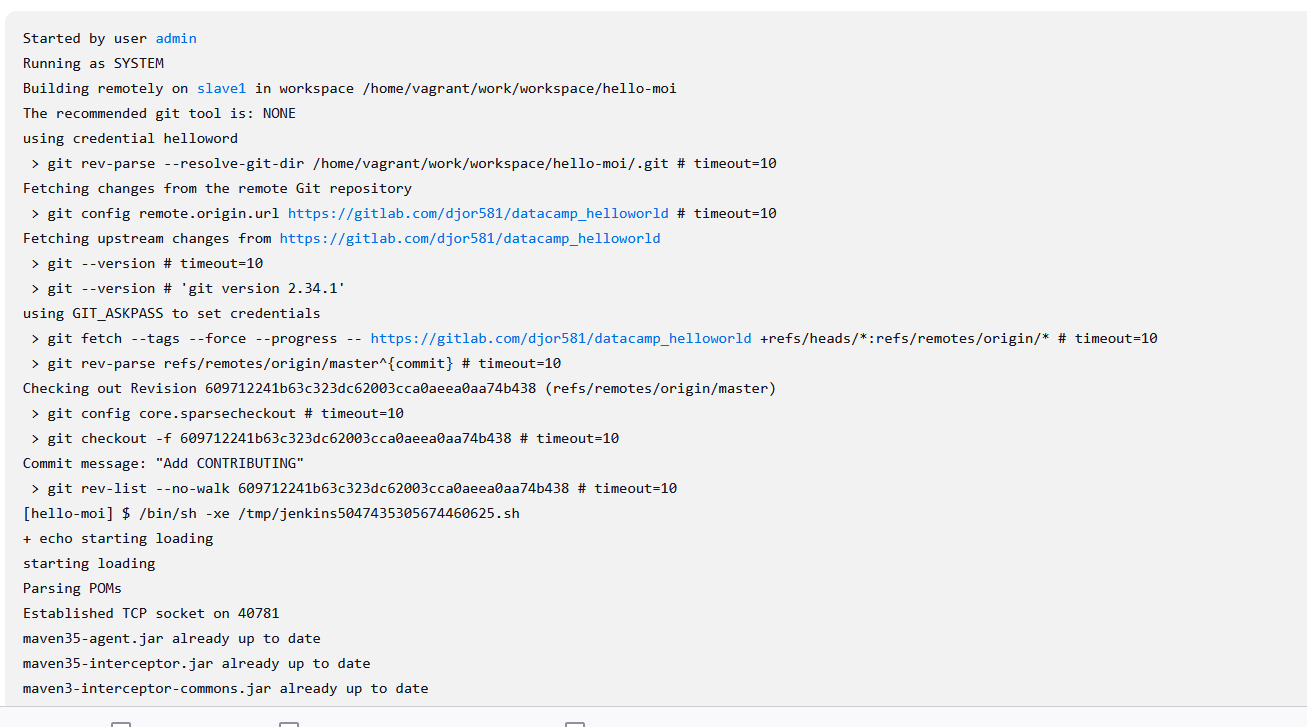 Started by user admin
Running as SYSTEM
Building remotely on slave1 in workspace /home/vagrant/work/workspace/hello-moi
The recommended git tool is: NONE
using credential helloword
 > git rev-parse --resolve-git-dir /home/vagrant/work/workspace/hello-moi/.git # timeout=10
Fetching changes from the remote Git repository
 > git config remote.origin.url https://gitlab.com/djor581/datacamp_helloworld # timeout=10
Fetching upstream changes from https://gitlab.com/djor581/datacamp_helloworld
 > git --version # timeout=10
 > git --version # 'git version 2.34.1'
using GIT_ASKPASS to set credentials
 > git fetch --tags --force --progress -- https://gitlab.com/djor581/datacamp_helloworld +refs/heads/*:refs/remotes/origin/* # timeout=10
 > git rev-parse refs/remotes/origin/master^{commit} # timeout=10
Checking out Revision 609712241b63c323dc62003cca0aeea0aa74b438 (refs/remotes/origin/master)
 > git config core.sparsecheckout # timeout=10
 > git checkout -f 609712241b63c323dc62003cca0aeea0aa74b438 # timeout=10
Commit message: "Add CONTRIBUTING"
 > git rev-list --no-walk 609712241b63c323dc62003cca0aeea0aa74b438 # timeout=10
[hello-moi] $ /bin/sh -xe /tmp/jenkins5047435305674460625.sh
+ echo starting loading
starting loading
Parsing POMs
Established TCP socket on 40781
maven35-agent.jar already up to date
maven35-interceptor.jar already up to date
maven3-interceptor-commons.jar already up to date